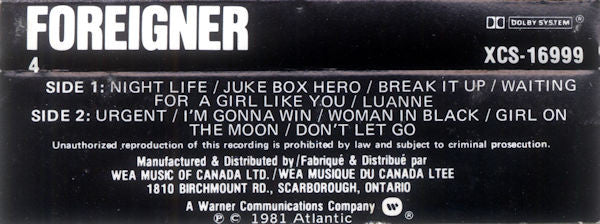 FOREIGNER
DOLBY SYSTEM ®
4
XCS-16999
SIDE 1: NIGHT LIFE / JUKE BOX HERO / BREAK IT UP / WAITING
FOR A GIRL LIKE YOU / LUANNE
SIDE 2: URGENT / I'M GONNA WIN / WOMAN IN BLACK / GIRL ON
THE MOON / DON'T LET GO
Unauthorized reproduction of this recording is prohibited by law and subject to criminal prosecution.
Manufactured & Distributed by / Fabriqué & Distribué par
WEA MUSIC OF CANADA LTD. / WEA MUSIQUE DU CANADA LTEE
1810 BIRCHMOUNT RD., SCARBOROUGH, ONTARIO
A Warner Communications Company ®
℗ © 1981 Atlantic